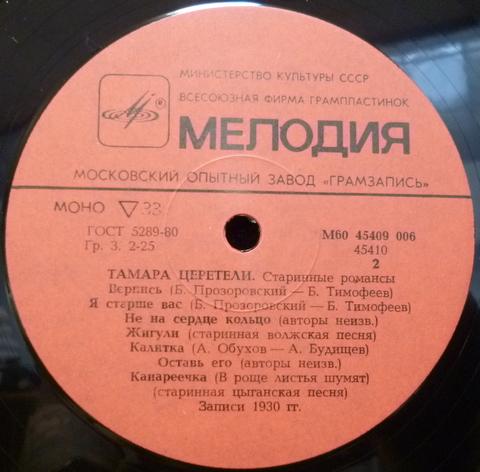 МИНИСТЕРСТВО КУЛЬТУРЫ СССР
ВСЕСОЮЗНАЯ ФИРМА ГРАМПЛАСТИНОК
МЕЛОДИЯ
МОСКОВСКИЙ ОПЫТНЫЙ ЗАВОД «ГРАМЗАПИСЬ»
МОНО 33
ГОСТ 5289-80
Гр. 3. 2-25
М60 45409 006
45410
2
ТАМАРА ЦЕРЕТЕЛИ. Старинные романсы
Вернись (Б. Прозоровский — Б. Тимофеев)
Я старше вас (Б. Прозоровский — Б. Тимофеев)
Не на сердце кольцо (авторы неизв.)
Жигули (старинная волжская песня)
Калитка (А. Обухов — А. Будищев)
Оставь его (авторы неизв.)
Канареечка (В роще листья шумят)
(старинная цыганская песня)
Записи 1930 гг.